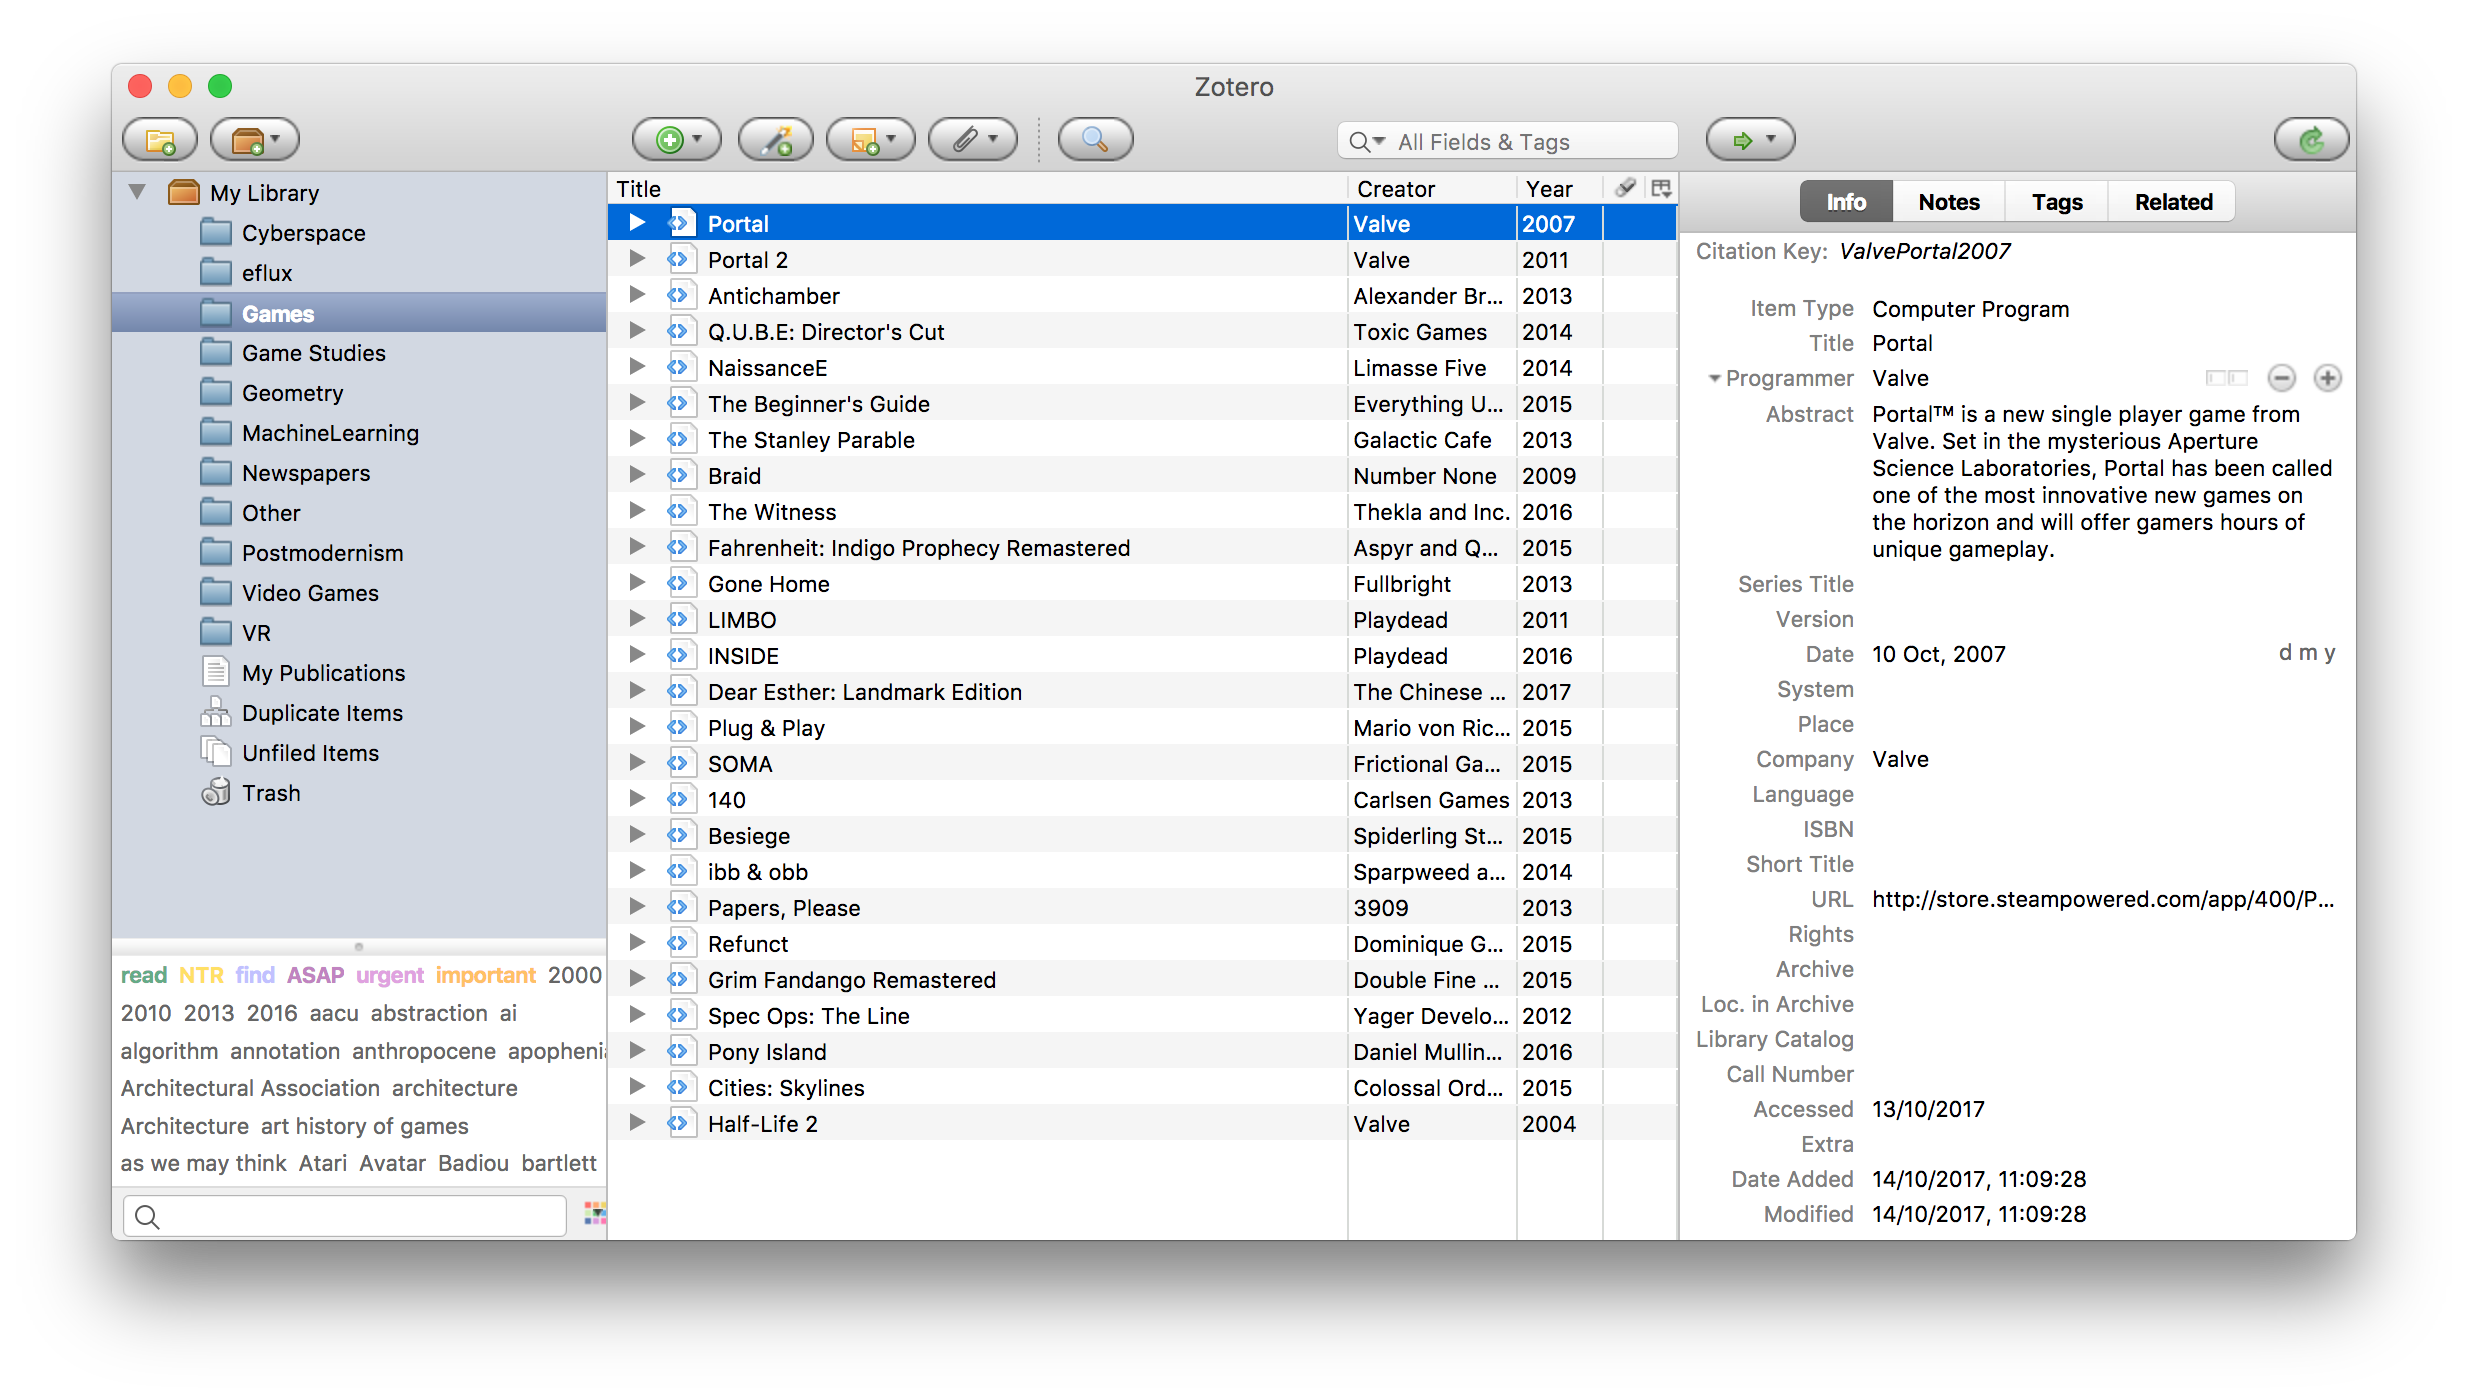 Zotero
All Fields & Tags
My Library
Cyberspace
eflux
Games
Game Studies
Geometry
MachineLearning
Newspapers
Other
Postmodernism
Video Games
VR
My Publications
Duplicate Items
Unfiled Items
Trash
read NTR find ASAP urgent important 2000
2010 2013 2016 aacu abstraction ai
algorithm annotation anthropocene apopheni
Architectural Association architecture
Architecture art history of games
as we may think Atari Avatar Badiou bartlett
Title Creator Year
Portal Valve 2007
Portal 2 Valve 2011
Antichamber Alexander Br... 2013
Q.U.B.E: Director's Cut Toxic Games 2014
NaissanceE Limasse Five 2014
The Beginner's Guide Everything U... 2015
The Stanley Parable Galactic Cafe 2013
Braid Number None 2009
The Witness Thekla and Inc. 2016
Fahrenheit: Indigo Prophecy Remastered Aspyr and Q... 2015
Gone Home Fullbright 2013
LIMBO Playdead 2011
INSIDE Playdead 2016
Dear Esther: Landmark Edition The Chinese ... 2017
Plug & Play Mario von Ric... 2015
SOMA Frictional Ga... 2015
140 Carlsen Games 2013
Besiege Spiderling St... 2015
ibb & obb Sparpweed a... 2014
Papers, Please 3909 2013
Refunct Dominique G... 2015
Grim Fandango Remastered Double Fine ... 2015
Spec Ops: The Line Yager Develo... 2012
Pony Island Daniel Mullin... 2016
Cities: Skylines Colossal Ord... 2015
Half-Life 2 Valve 2004
Info Notes Tags Related
Citation Key: ValvePortal2007
Item Type Computer Program
Title Portal
Programmer Valve
Abstract Portal™ is a new single player game from
Valve. Set in the mysterious Aperture
Science Laboratories, Portal has been called
one of the most innovative new games on
the horizon and will offer gamers hours of
unique gameplay.
Series Title
Version
Date 10 Oct, 2007 d m y
System
Place
Company Valve
Language
ISBN
Short Title
URL http://store.steampowered.com/app/400/P...
Rights
Archive
Loc. in Archive
Library Catalog
Call Number
Accessed 13/10/2017
Extra
Date Added 14/10/2017, 11:09:28
Modified 14/10/2017, 11:09:28